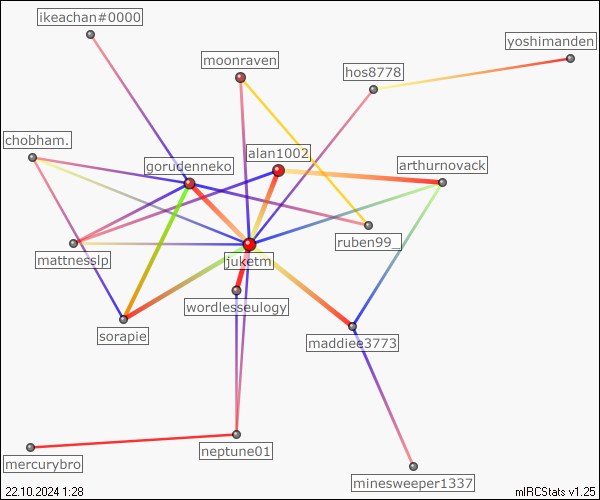 ikeachan#0000
yoshimanden
moonraven
hos8778
chobham.
alan1002
gorudenneko
arthurnovack
ruben99_
mattnesslp
juketm
wordlesseulogy
sorapie
maddiee3773
neptune01
mercurybro
minesweeper1337
22.10.2024 1:28
mIRCStats v1.25